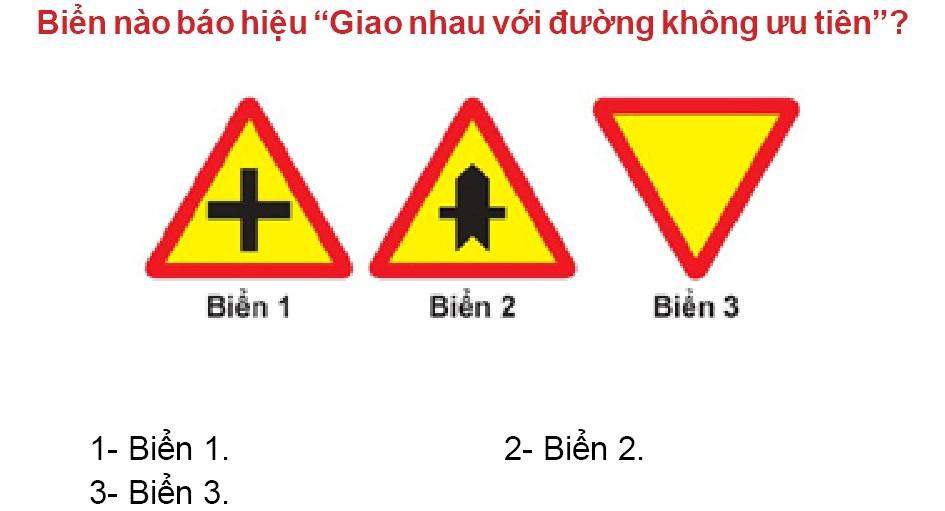 Biển nào báo hiệu “Giao nhau với đường không ưu tiên”?
Biển 1 Biển 2 Biển 3
1- Biển 1. 2- Biển 2.
3- Biển 3.